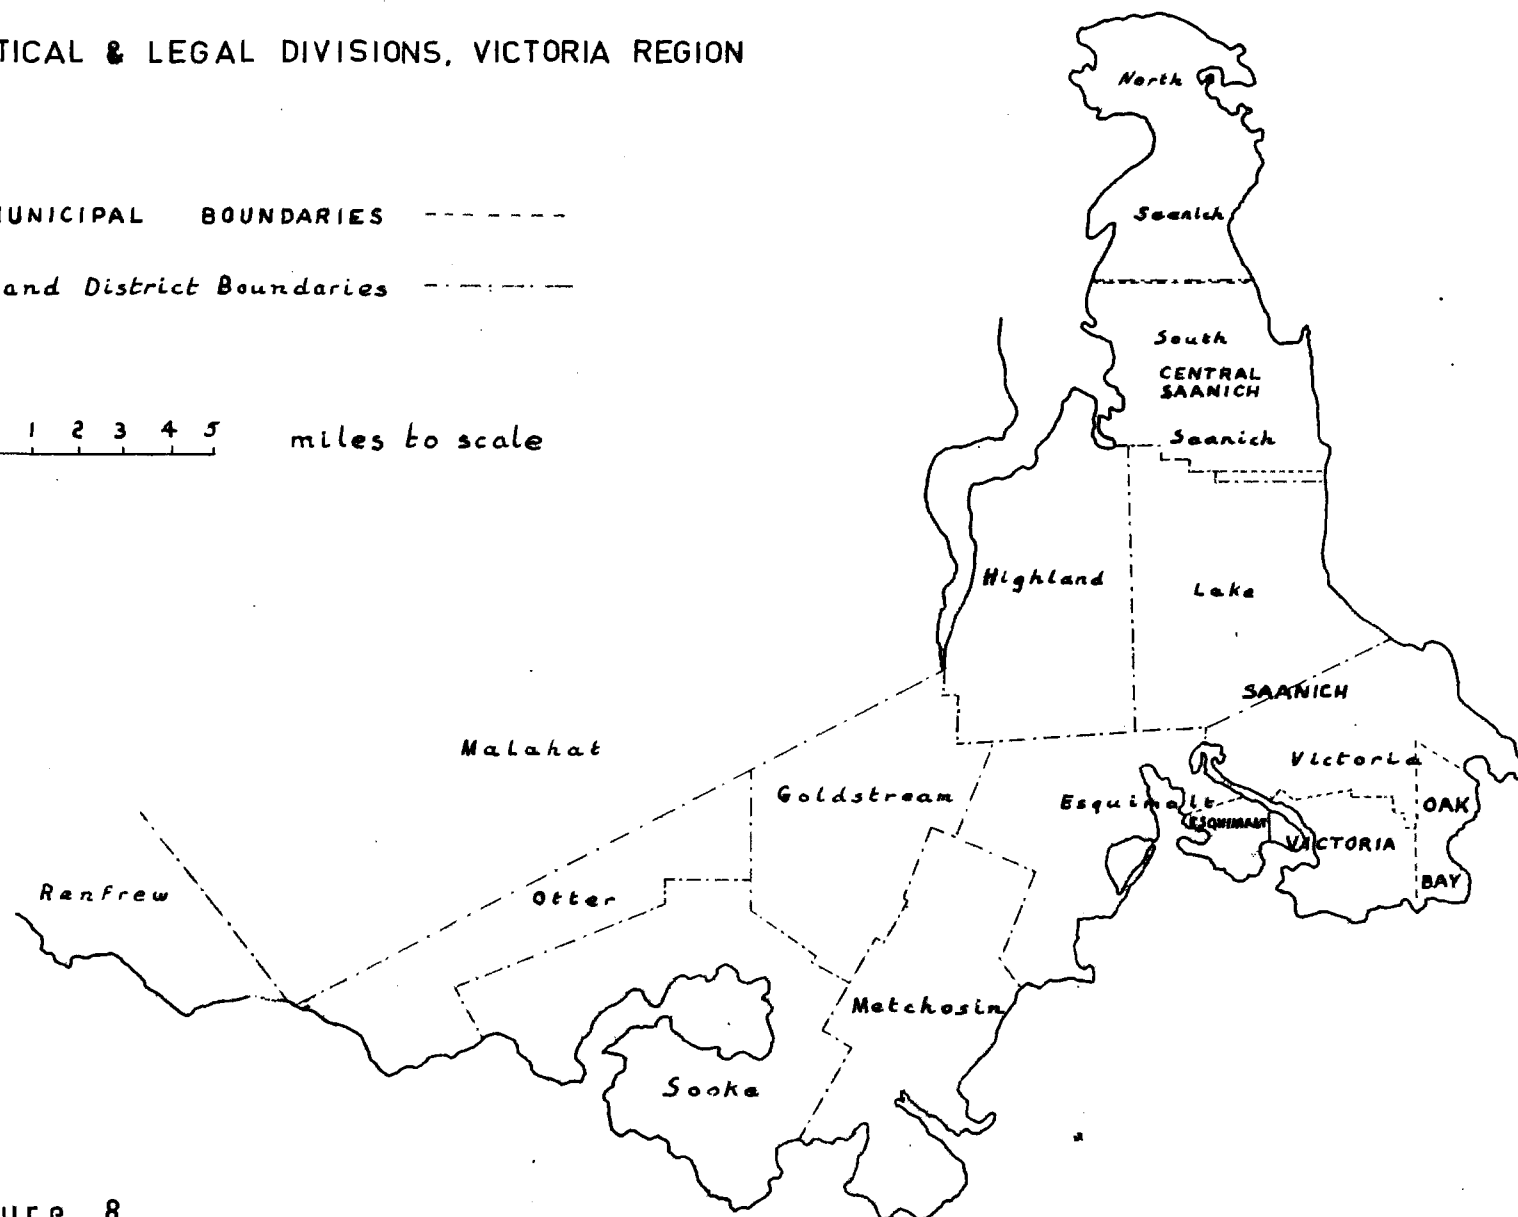 TICAL & LEGAL DIVISIONS, VICTORIA REGION
MUNICIPAL BOUNDARIES
and District Boundaries
1 2 3 4 5 miles to scale
North
Saanich
South
CENTRAL
SAANICH
Saanich
Highland
Lake
SAANICH
Malahat
Victoria
Goldstream
Esquimalt
OAK
ESQUIMALT
VICTORIA
BAY
Renfrew
Otter
Metchosin
Sooke
ure 8